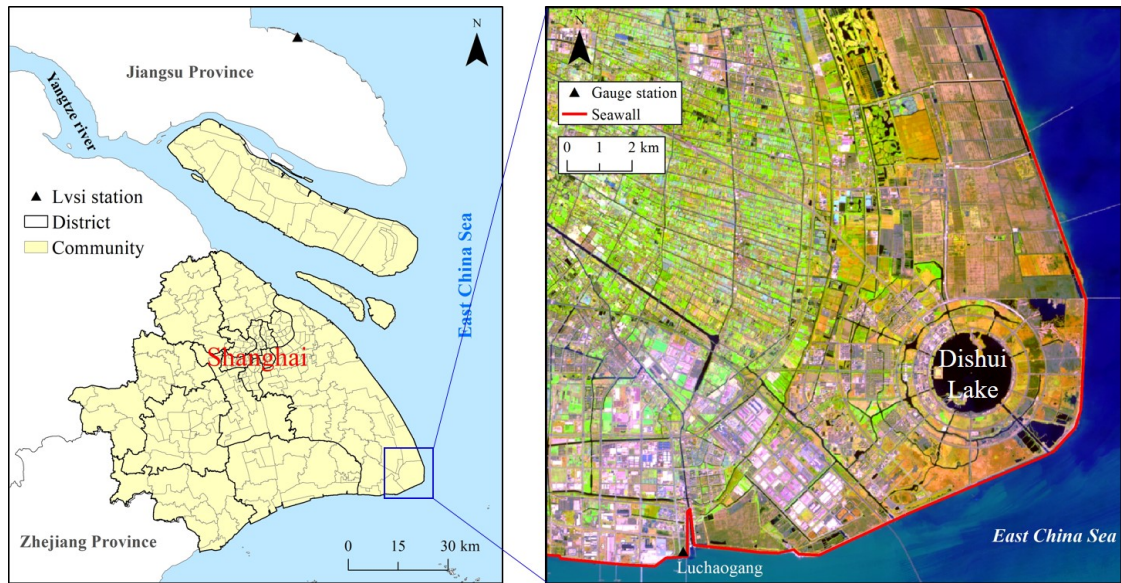 N
Jiangsu Province
Yangtze river
Lvsi station
District
Community
East China Sea
Shanghai
Zhejiang Province
0 15 30 km
N
Gauge station
Seawall
0 1 2 km
Dishui
Lake
East China Sea
Luchaogang